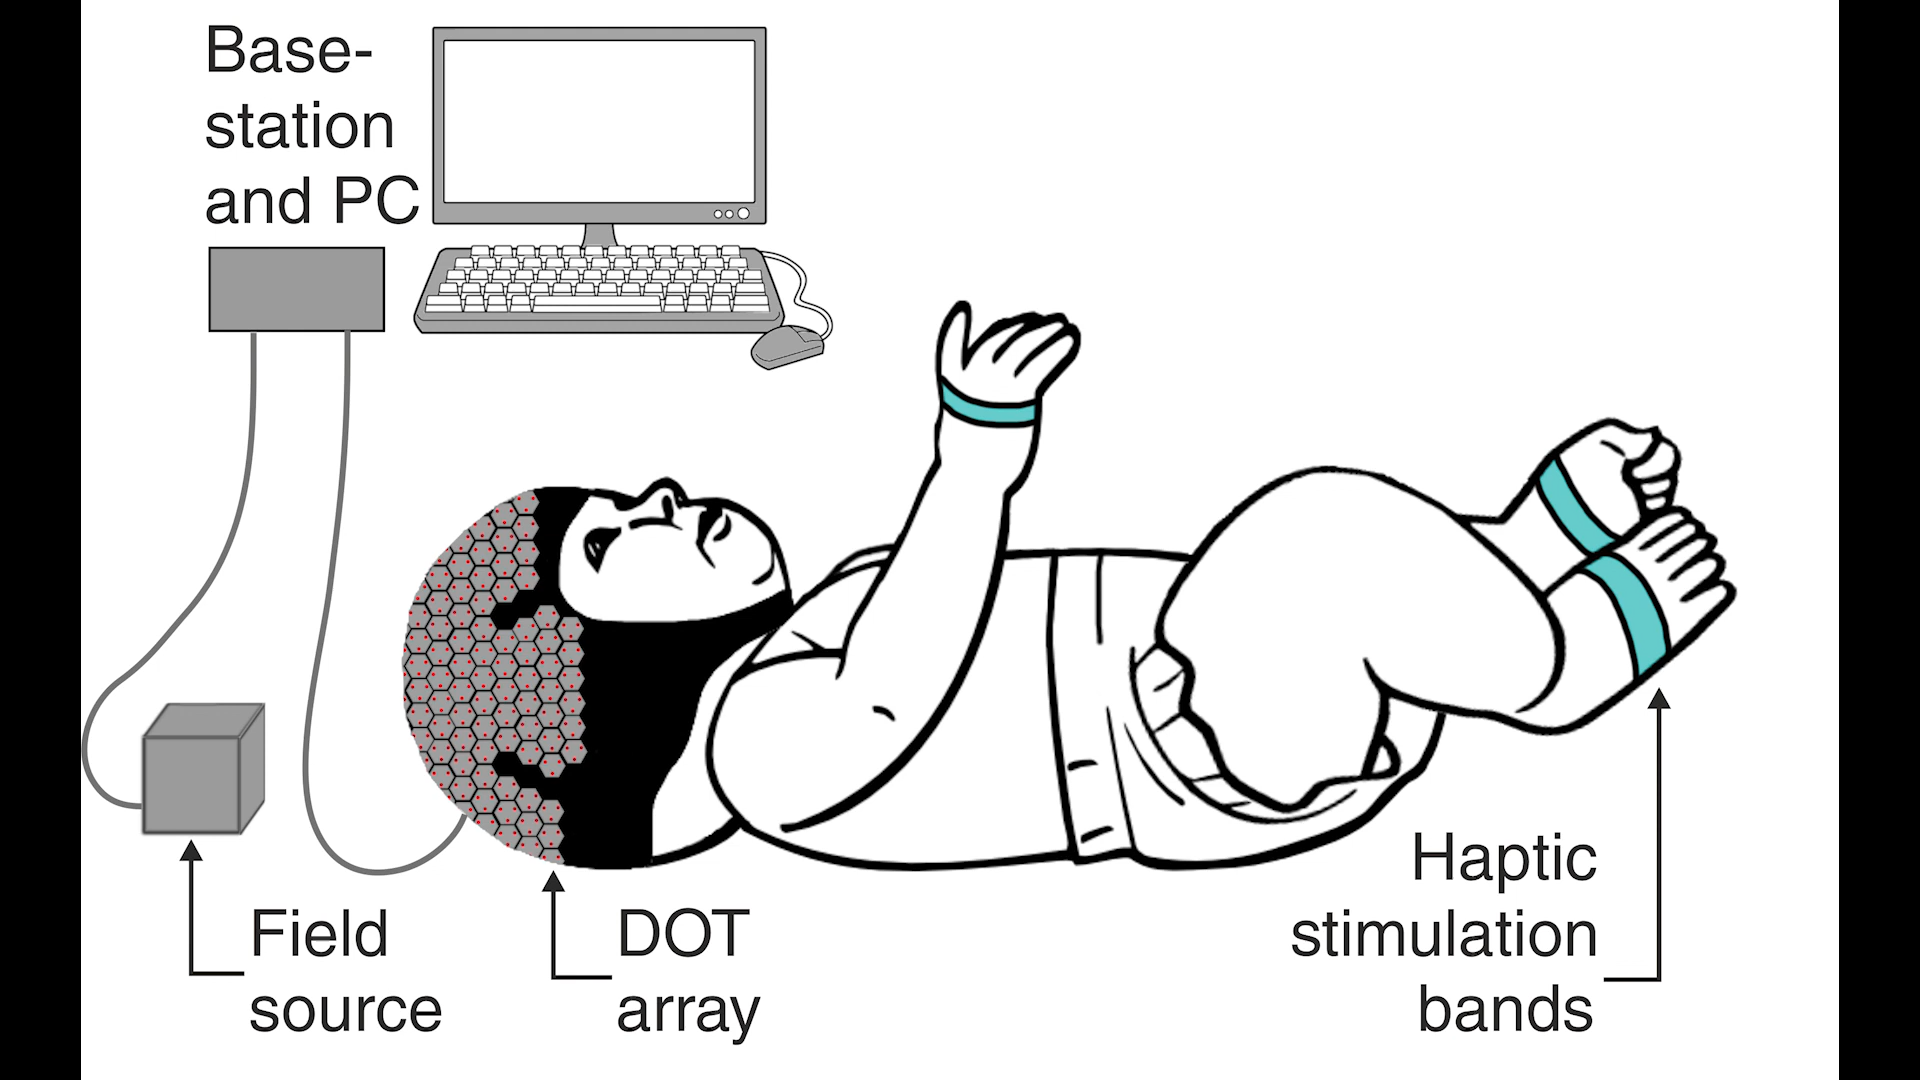 Base-
station
and PC
Field
source
DOT
array
Haptic
stimulation
bands